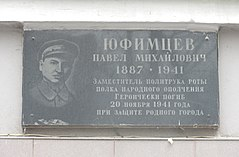 ЮФИМЦЕВ
ПАВЕЛ МИХАЙЛОВИЧ
1887 - 1941
ЗАМЕСТИТЕЛЬ ПОЛИТРУКА РОТЫ
ПОЛКА НАРОДНОГО ОПОЛЧЕНИЯ
ГЕРОИЧЕСКИ ПОГИБ
20 НОЯБРЯ 1941 ГОДА
ПРИ ЗАЩИТЕ РОДНОГО ГОРОДА